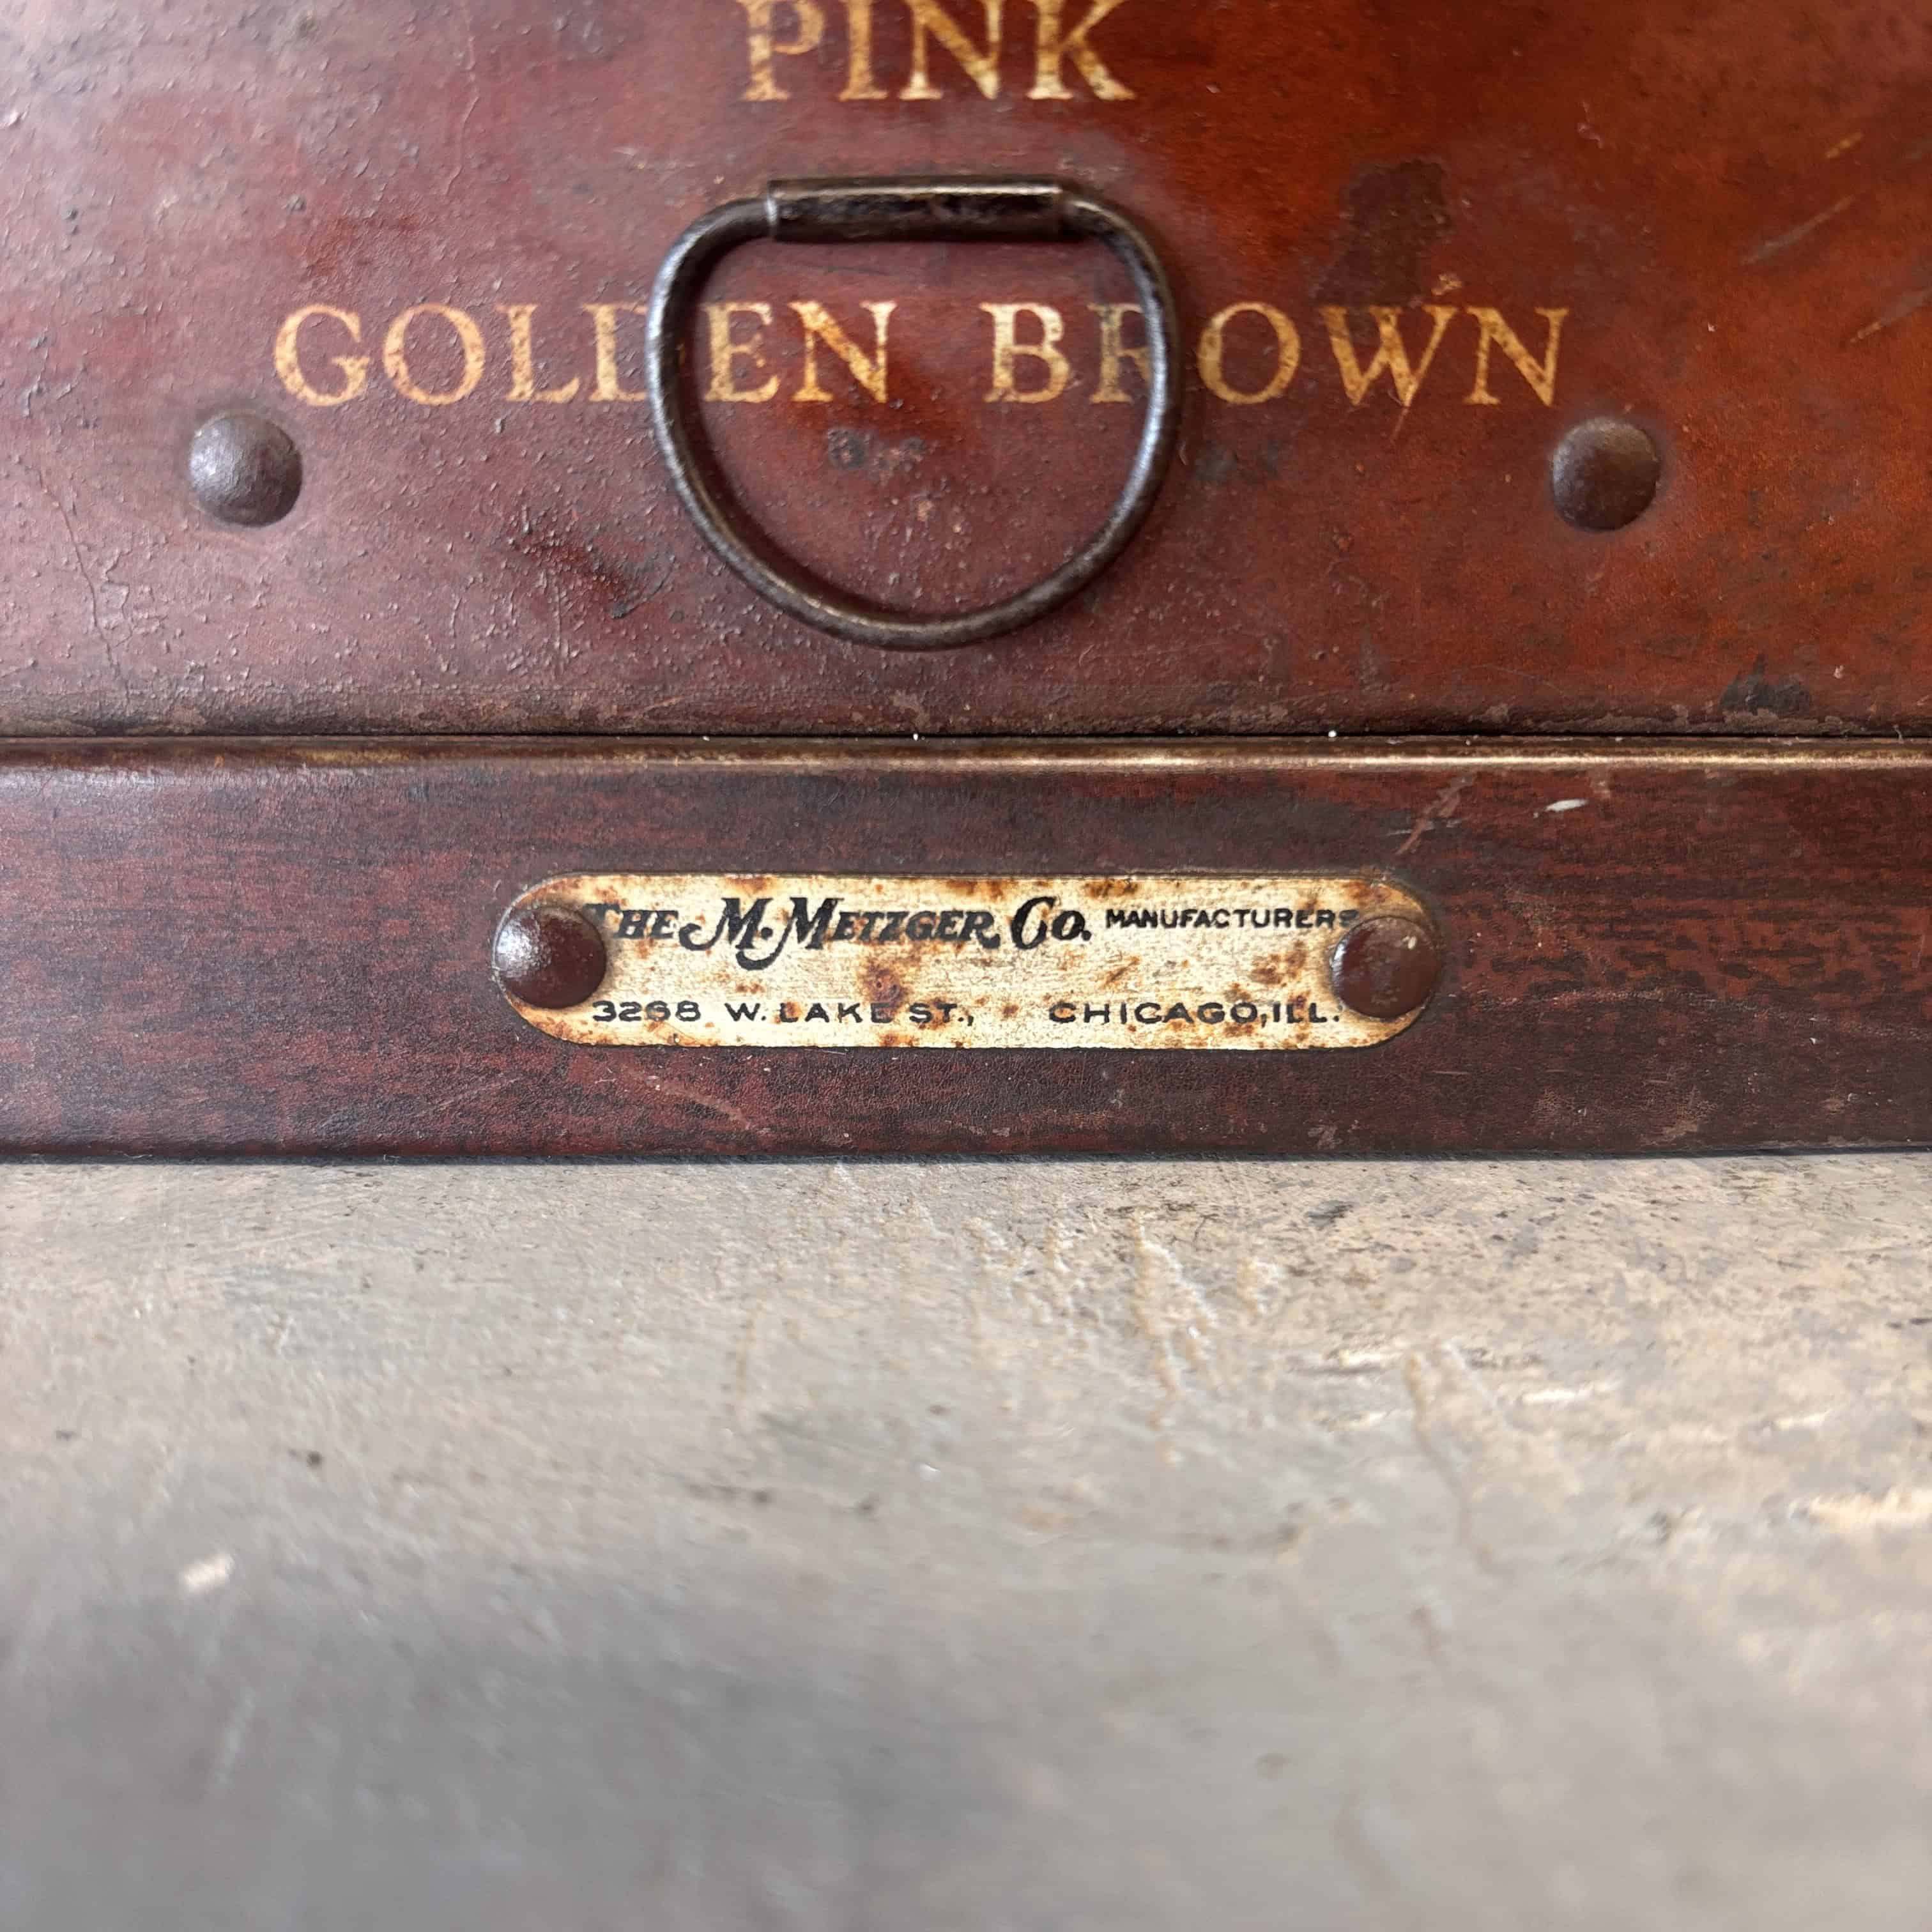 PINK
GOLDEN BROWN
THE M. METZGER CO. MANUFACTURERS
3268 W. LAKE ST., CHICAGO, ILL.